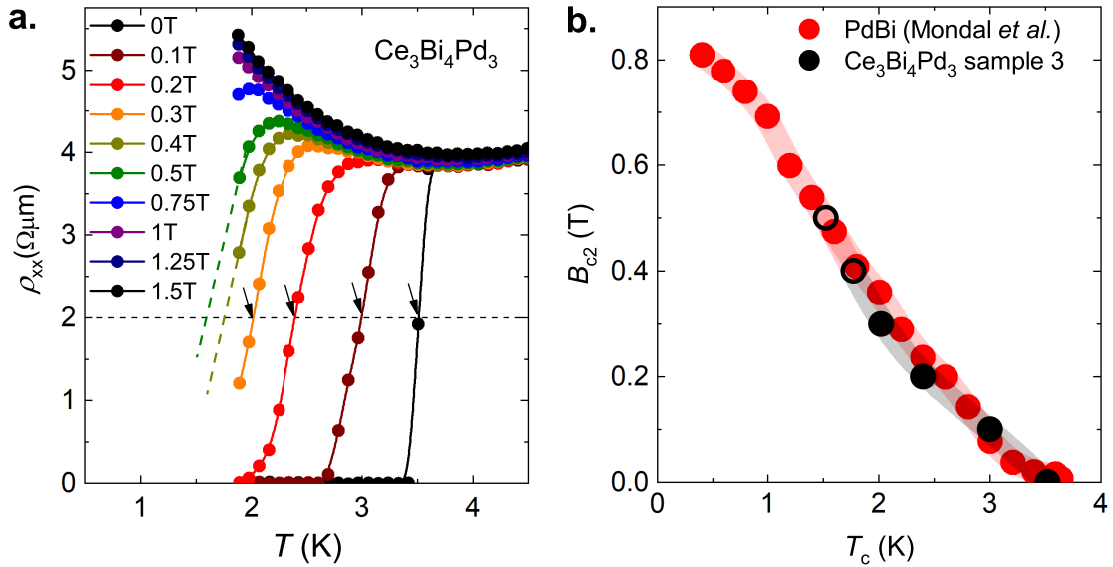 a.
0T
0.1T
0.2T
0.3T
0.4T
0.5T
0.75T
1T
1.25T
1.5T
Ce3Bi4Pd3
5
4
3
2
1
0
ρxx(Ωμm)
1 2 3 4
T (K)
b.
PdBi (Mondal et al.)
Ce3Bi4Pd3 sample 3
0.8
0.6
0.4
0.2
0.0
Bc2 (T)
0 1 2 3 4
Tc (K)